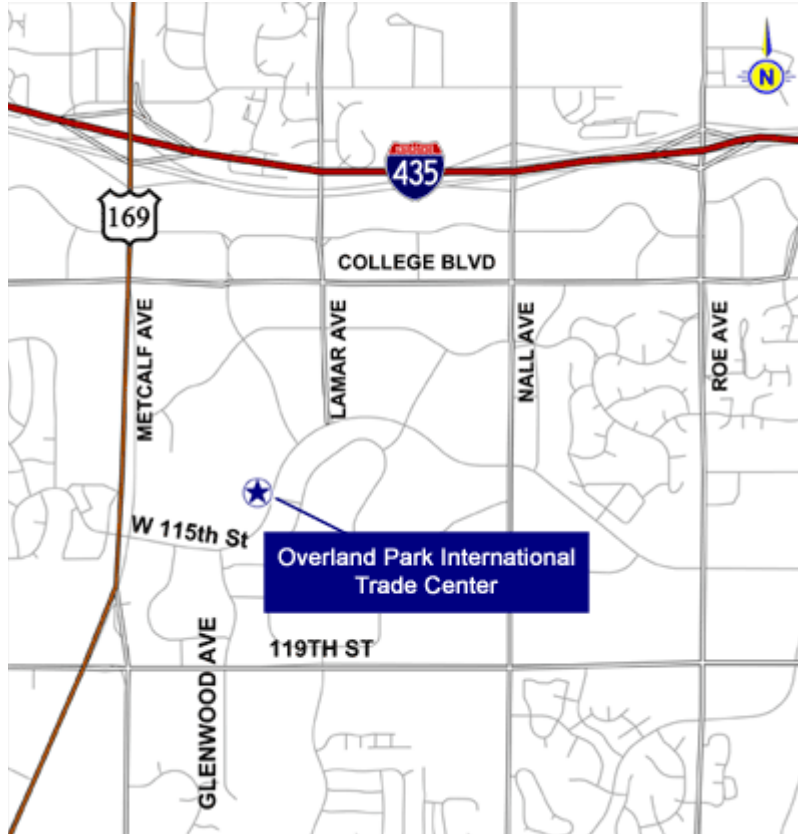 N
INTERSTATE
435
169
COLLEGE BLVD
METCALF AVE
LAMAR AVE
NALL AVE
ROE AVE
W 115th St
Overland Park International
Trade Center
119TH ST
GLENWOOD AVE